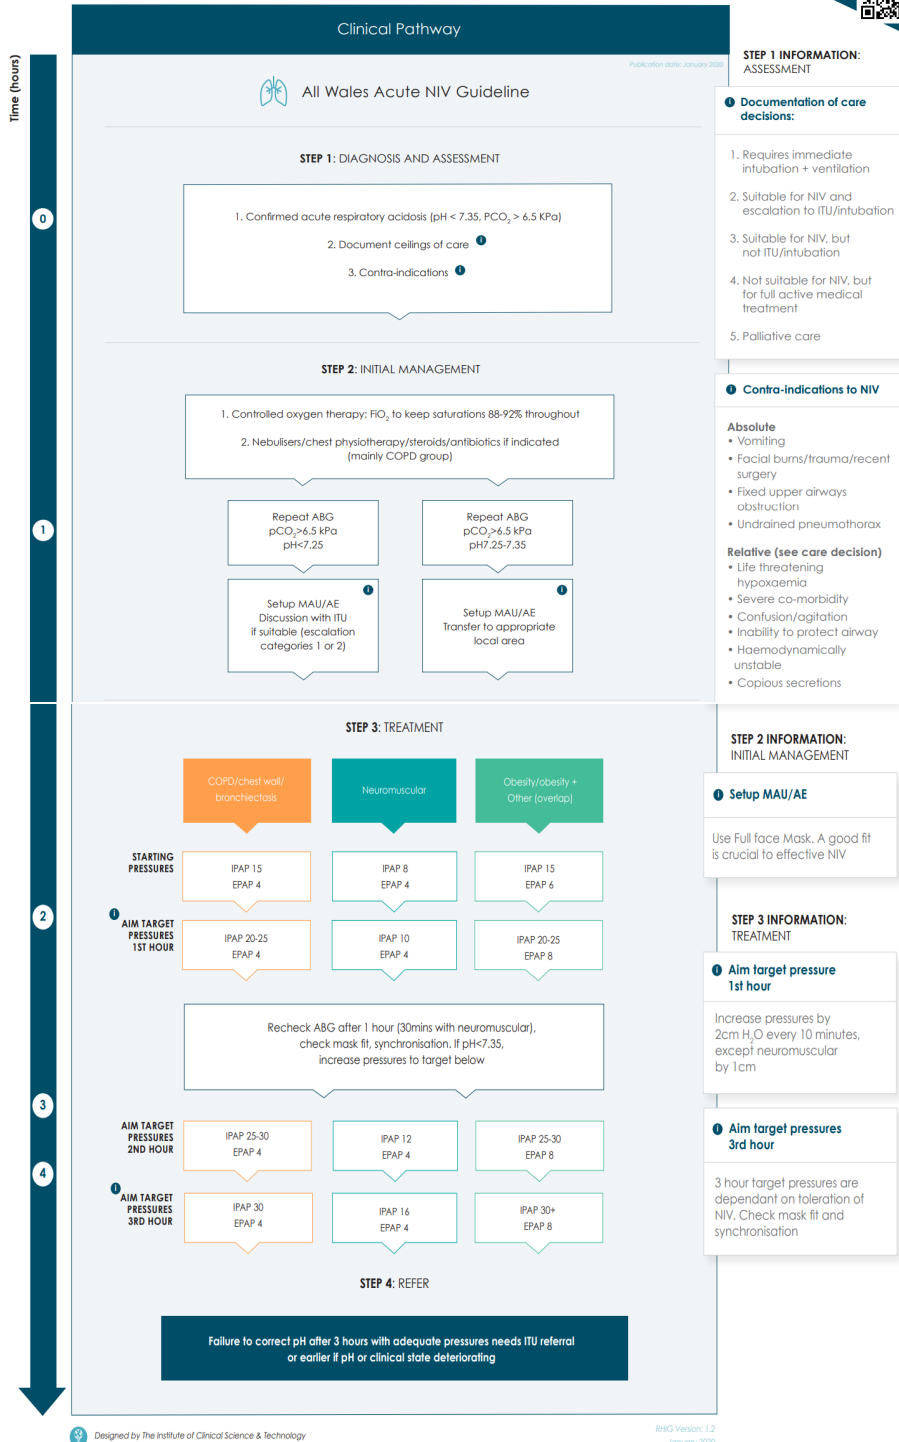 Clinical Pathway
Publication date: January 2020
Time (hours)
All Wales Acute NIV Guideline
STEP 1: DIAGNOSIS AND ASSESSMENT
0
1. Confirmed acute respiratory acidosis (pH < 7.35, PCO2 > 6.5 KPa)
2. Document ceilings of care
3. Contra-indications
STEP 2: INITIAL MANAGEMENT
1. Controlled oxygen therapy: FiO2 to keep saturations 88-92% throughout
2. Nebulisers/chest physiotherapy/steroids/antibiotics if indicated
(mainly COPD group)
1
Repeat ABG
pCO2>6.5 kPa
pH<7.25
Repeat ABG
pCO2>6.5 kPa
pH7.25-7.35
Setup MAU/AE
Discussion with ITU
if suitable (escalation
categories 1 or 2)
Setup MAU/AE
Transfer to appropriate
local area
STEP 1 INFORMATION:
ASSESSMENT
Documentation of care
decisions:
1. Requires immediate
intubation + ventilation
2. Suitable for NIV and
escalation to ITU/intubation
3. Suitable for NIV, but
not ITU/intubation
4. Not suitable for NIV, but
for full active medical
treatment
5. Palliative care
Contra-indications to NIV
Absolute
• Vomiting
• Facial burns/trauma/recent
surgery
• Fixed upper airways
obstruction
• Undrained pneumothorax
Relative (see care decision)
• Life threatening
hypoxaemia
• Severe co-morbidity
• Confusion/agitation
• Inability to protect airway
• Haemodynamically
unstable
• Copious secretions
STEP 3: TREATMENT
COPD/chest wall/
bronchiectasis
Neuromuscular
Obesity/obesity +
Other (overlap)
STARTING
PRESSURES
IPAP 15
EPAP 4
IPAP 8
EPAP 4
IPAP 15
EPAP 6
2
AIM TARGET
PRESSURES
1ST HOUR
IPAP 20-25
EPAP 4
IPAP 10
EPAP 4
IPAP 20-25
EPAP 8
Recheck ABG after 1 hour (30mins with neuromuscular),
check mask fit, synchronisation. If pH<7.35,
increase pressures to target below
3
AIM TARGET
PRESSURES
2ND HOUR
IPAP 25-30
EPAP 4
IPAP 12
EPAP 4
IPAP 25-30
EPAP 8
4
AIM TARGET
PRESSURES
3RD HOUR
IPAP 30
EPAP 4
IPAP 16
EPAP 4
IPAP 30+
EPAP 8
STEP 4: REFER
Failure to correct pH after 3 hours with adequate pressures needs ITU referral
or earlier if pH or clinical state deteriorating
STEP 2 INFORMATION:
INITIAL MANAGEMENT
Setup MAU/AE
Use Full face Mask. A good fit
is crucial to effective NIV
STEP 3 INFORMATION:
TREATMENT
Aim target pressure
1st hour
Increase pressures by
2cm H2O every 10 minutes,
except neuromuscular
by 1cm
Aim target pressures
3rd hour
3 hour target pressures are
dependant on toleration of
NIV. Check mask fit and
synchronisation
Designed by The Institute of Clinical Science & Technology
RHIG Version: 1.2
January 2020